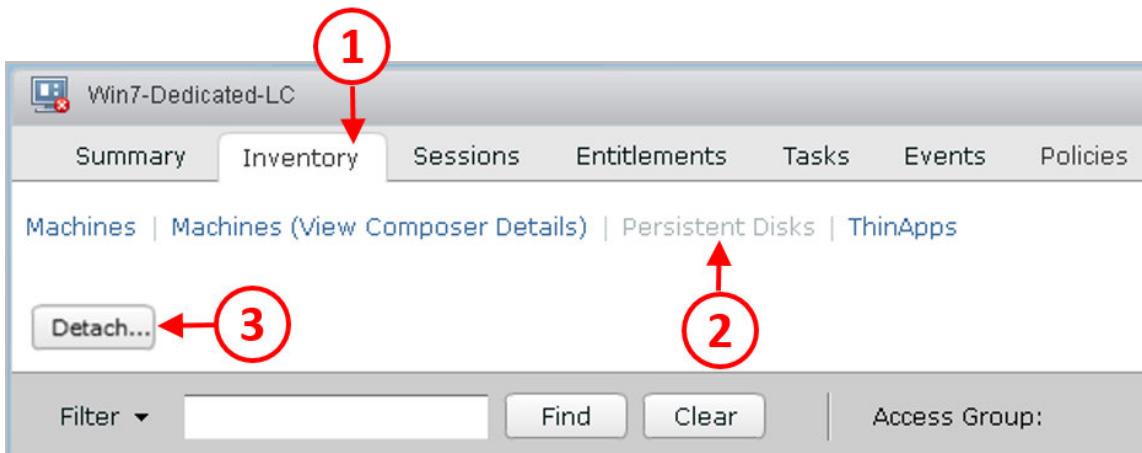 1
Win7-Dedicated-LC
Summary Inventory Sessions Entitlements Tasks Events Policies
Machines | Machines (View Composer Details) | Persistent Disks | ThinApps
Detach... 3 2
Filter Find Clear Access Group: